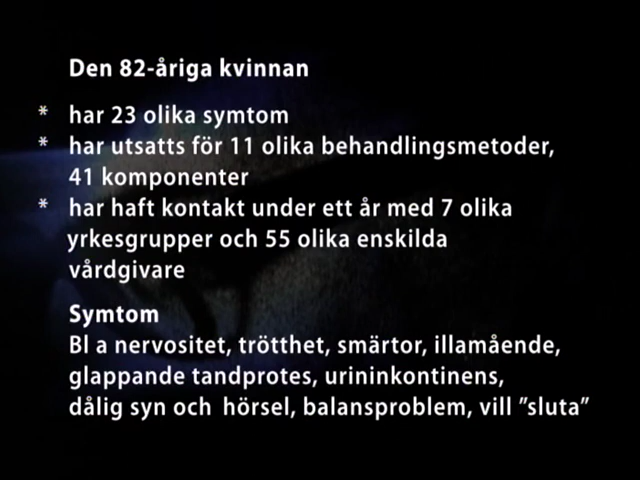 Den 82-åriga kvinnan
* har 23 olika symtom
* har utsatts för 11 olika behandlingsmetoder,
41 komponenter
* har haft kontakt under ett år med 7 olika
yrkesgrupper och 55 olika enskilda
vårdgivare
Symtom
Bl a nervositet, trötthet, smärtor, illamående,
glappande tandprotes, urininkontinens,
dålig syn och hörsel, balansproblem, vill ”sluta”